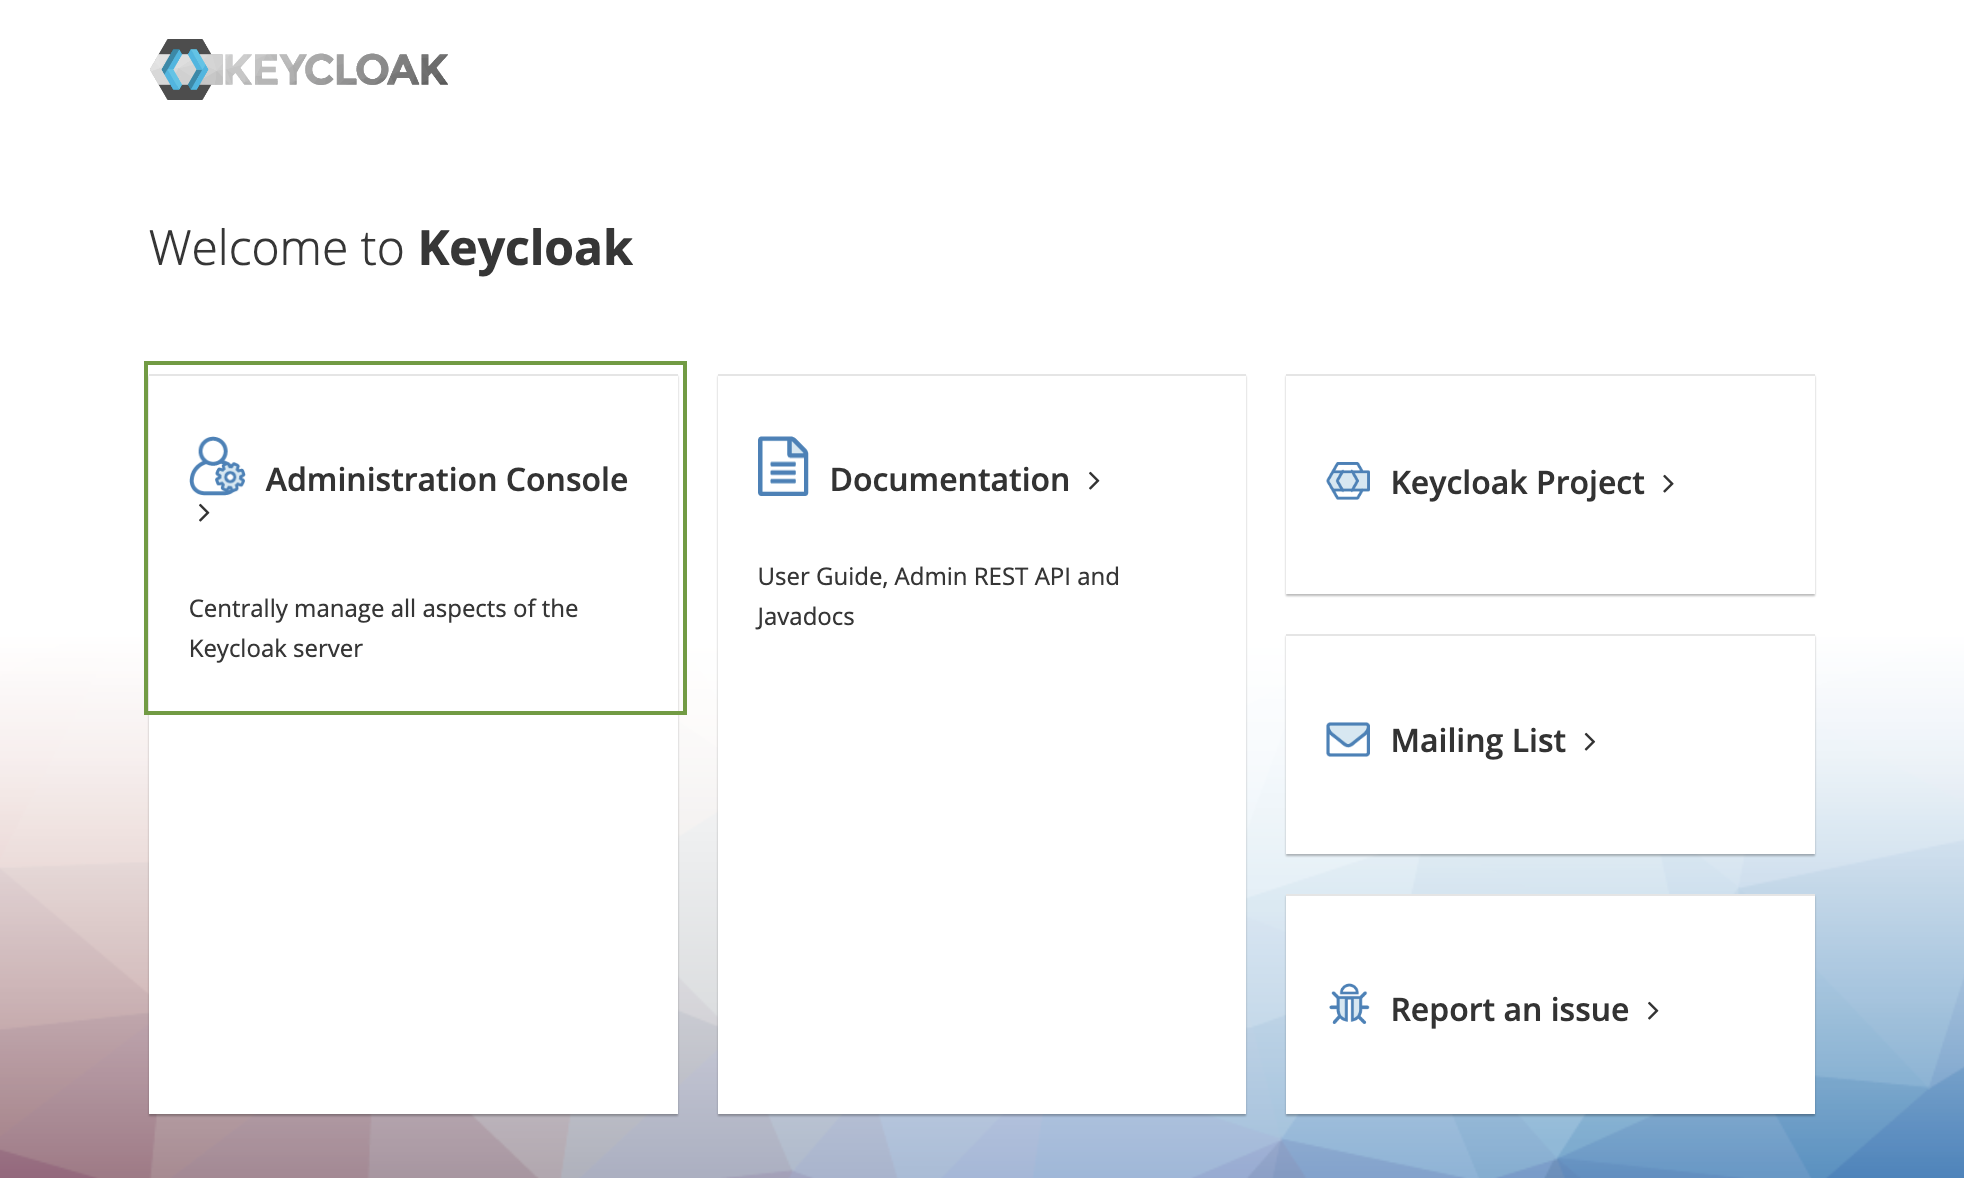 KEYCLOAK
Welcome to Keycloak
Administration Console
Centrally manage all aspects of the
Keycloak server
Documentation
User Guide, Admin REST API and
Javadocs
Keycloak Project
Mailing List
Report an issue